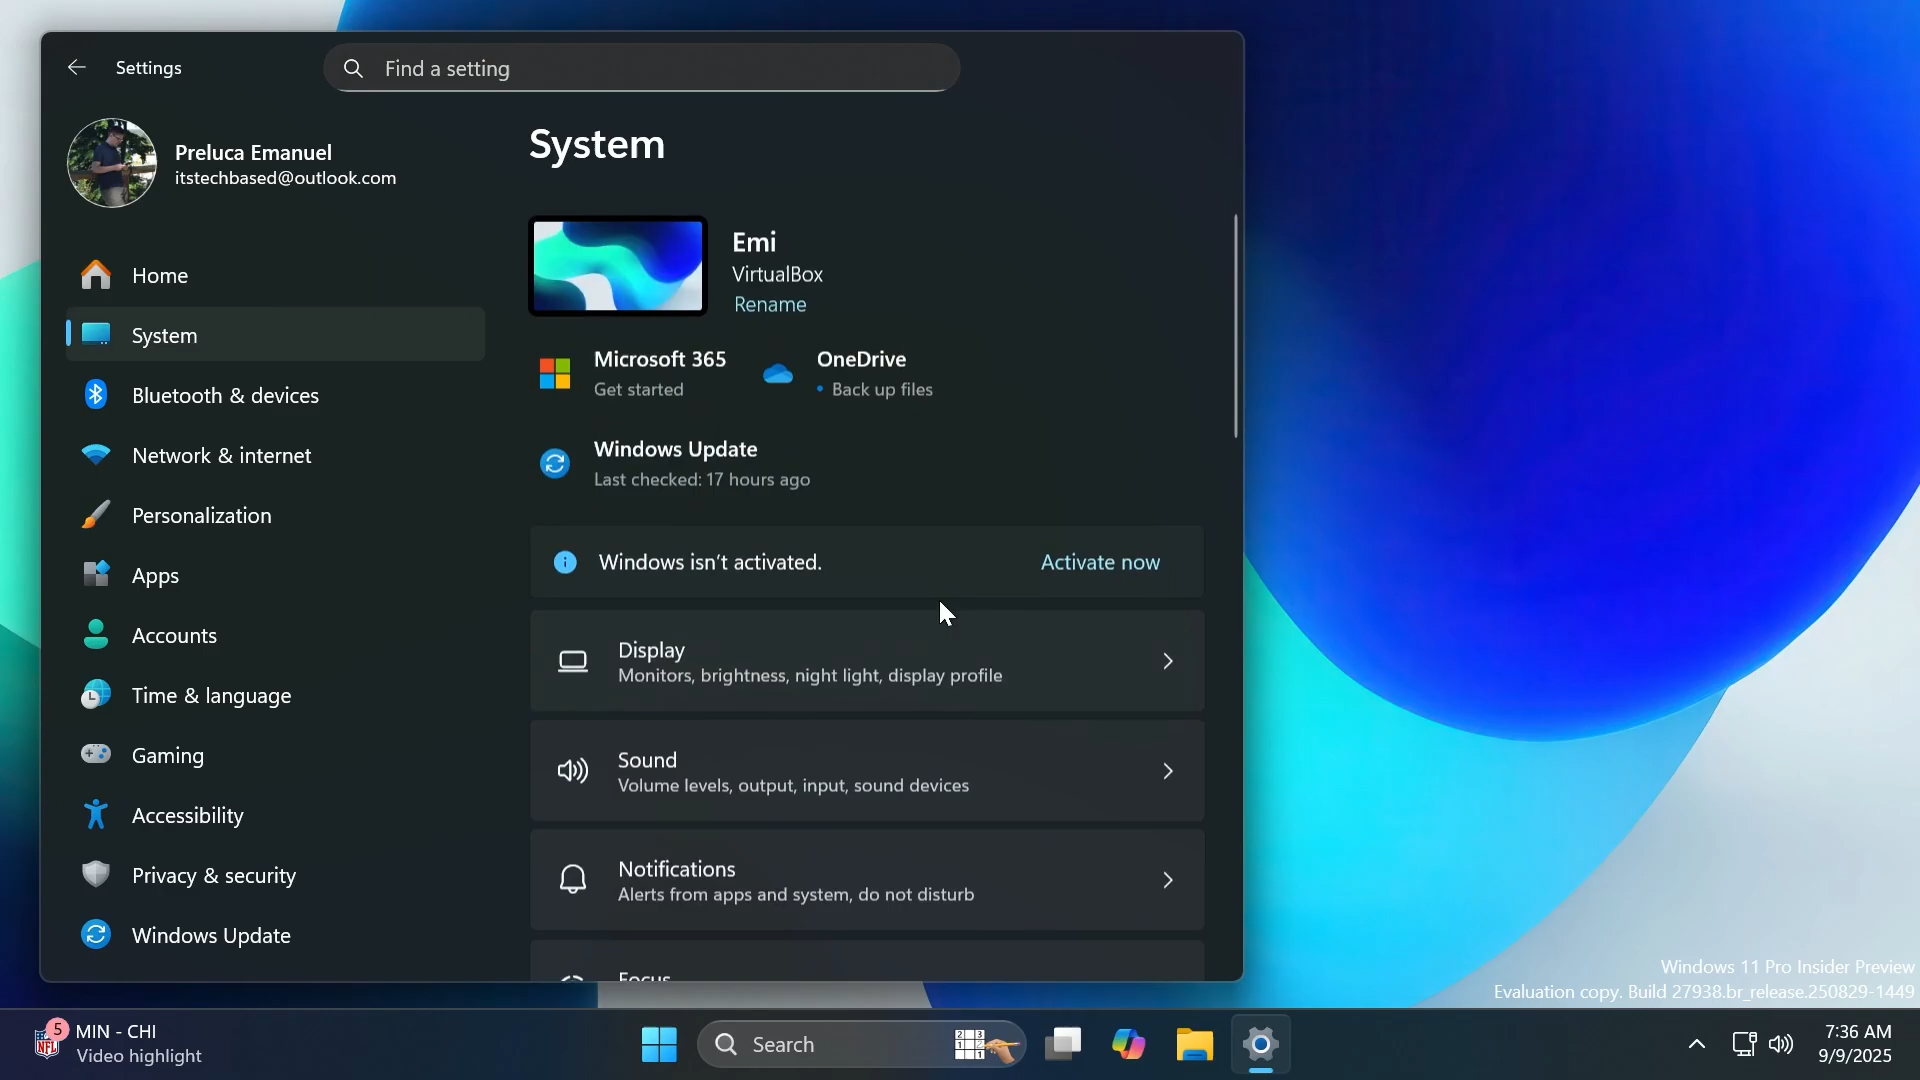 Settings
Find a setting
Preluca Emanuel
itstechbased@outlook.com
Home
System
Bluetooth & devices
Network & internet
Personalization
Apps
Accounts
Time & language
Gaming
Accessibility
Privacy & security
Windows Update
System
Emi
VirtualBox
Rename
Microsoft 365
Get started
OneDrive
• Back up files
Windows Update
Last checked: 17 hours ago
Windows isn't activated.
Activate now
Display
Monitors, brightness, night light, display profile
Sound
Volume levels, output, input, sound devices
Notifications
Alerts from apps and system, do not disturb
Focus
Windows 11 Pro Insider Preview
Evaluation copy. Build 27938.br_release.250829-1449
5
NFL
MIN - CHI
Video highlight
Search
7:36 AM
9/9/2025